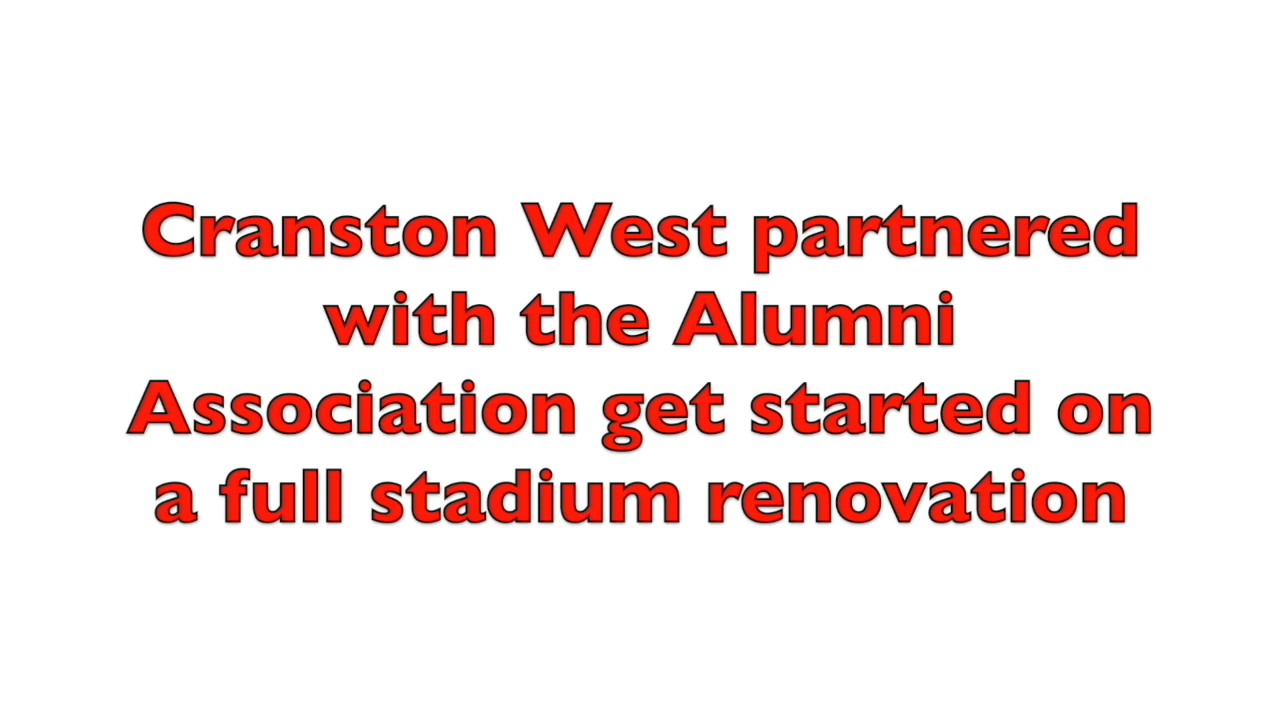 Cranston West partnered
with the Alumni
Association get started on
a full stadium renovation